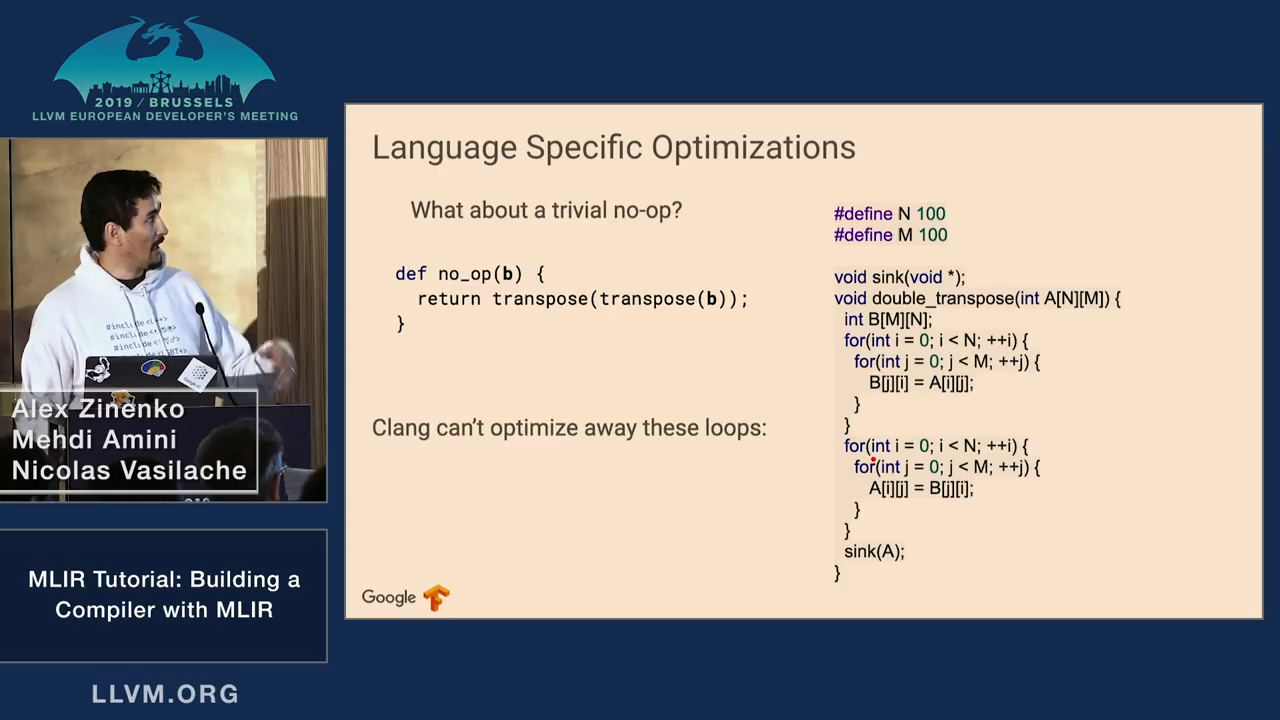 2019 / BRUSSELS
LLVM EUROPEAN DEVELOPER'S MEETING
Alex Zinenko
Mehdi Amini
Nicolas Vasilache
MLIR Tutorial: Building a
Compiler with MLIR
LLVM.ORG
Language Specific Optimizations
What about a trivial no-op?
def no_op(b) {
return transpose(transpose(b));
}
Clang can't optimize away these loops:
#define N 100
#define M 100
void sink(void *);
void double_transpose(int A[N][M]) {
int B[M][N];
for(int i = 0; i < N; ++i) {
for(int j = 0; j < M; ++j) {
B[j][i] = A[i][j];
}
}
for(int i = 0; i < N; ++i) {
for(int j = 0; j < M; ++j) {
A[i][j] = B[j][i];
}
}
sink(A);
}
Google